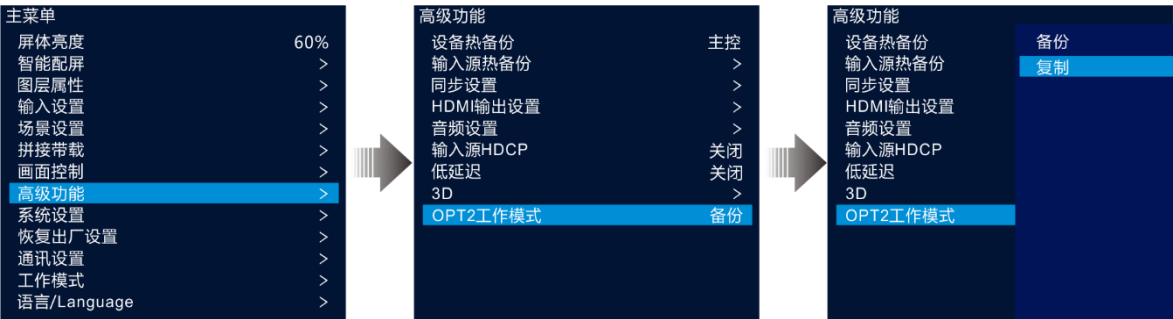 主菜单
屏体亮度 60%
智能配屏 >
图层属性 >
输入设置 >
场景设置 >
拼接带载 >
画面控制 >
高级功能 >
系统设置 >
恢复出厂设置 >
通讯设置 >
工作模式 >
语言/Language >
高级功能
设备热备份 主控
输入源热备份 >
同步设置 >
HDMI输出设置 >
音频设置 >
输入源HDCP 关闭
低延迟 关闭
3D >
OPT2工作模式 备份
高级功能
设备热备份
输入源热备份
同步设置
HDMI输出设置
音频设置
输入源HDCP
低延迟
3D
OPT2工作模式
备份
复制